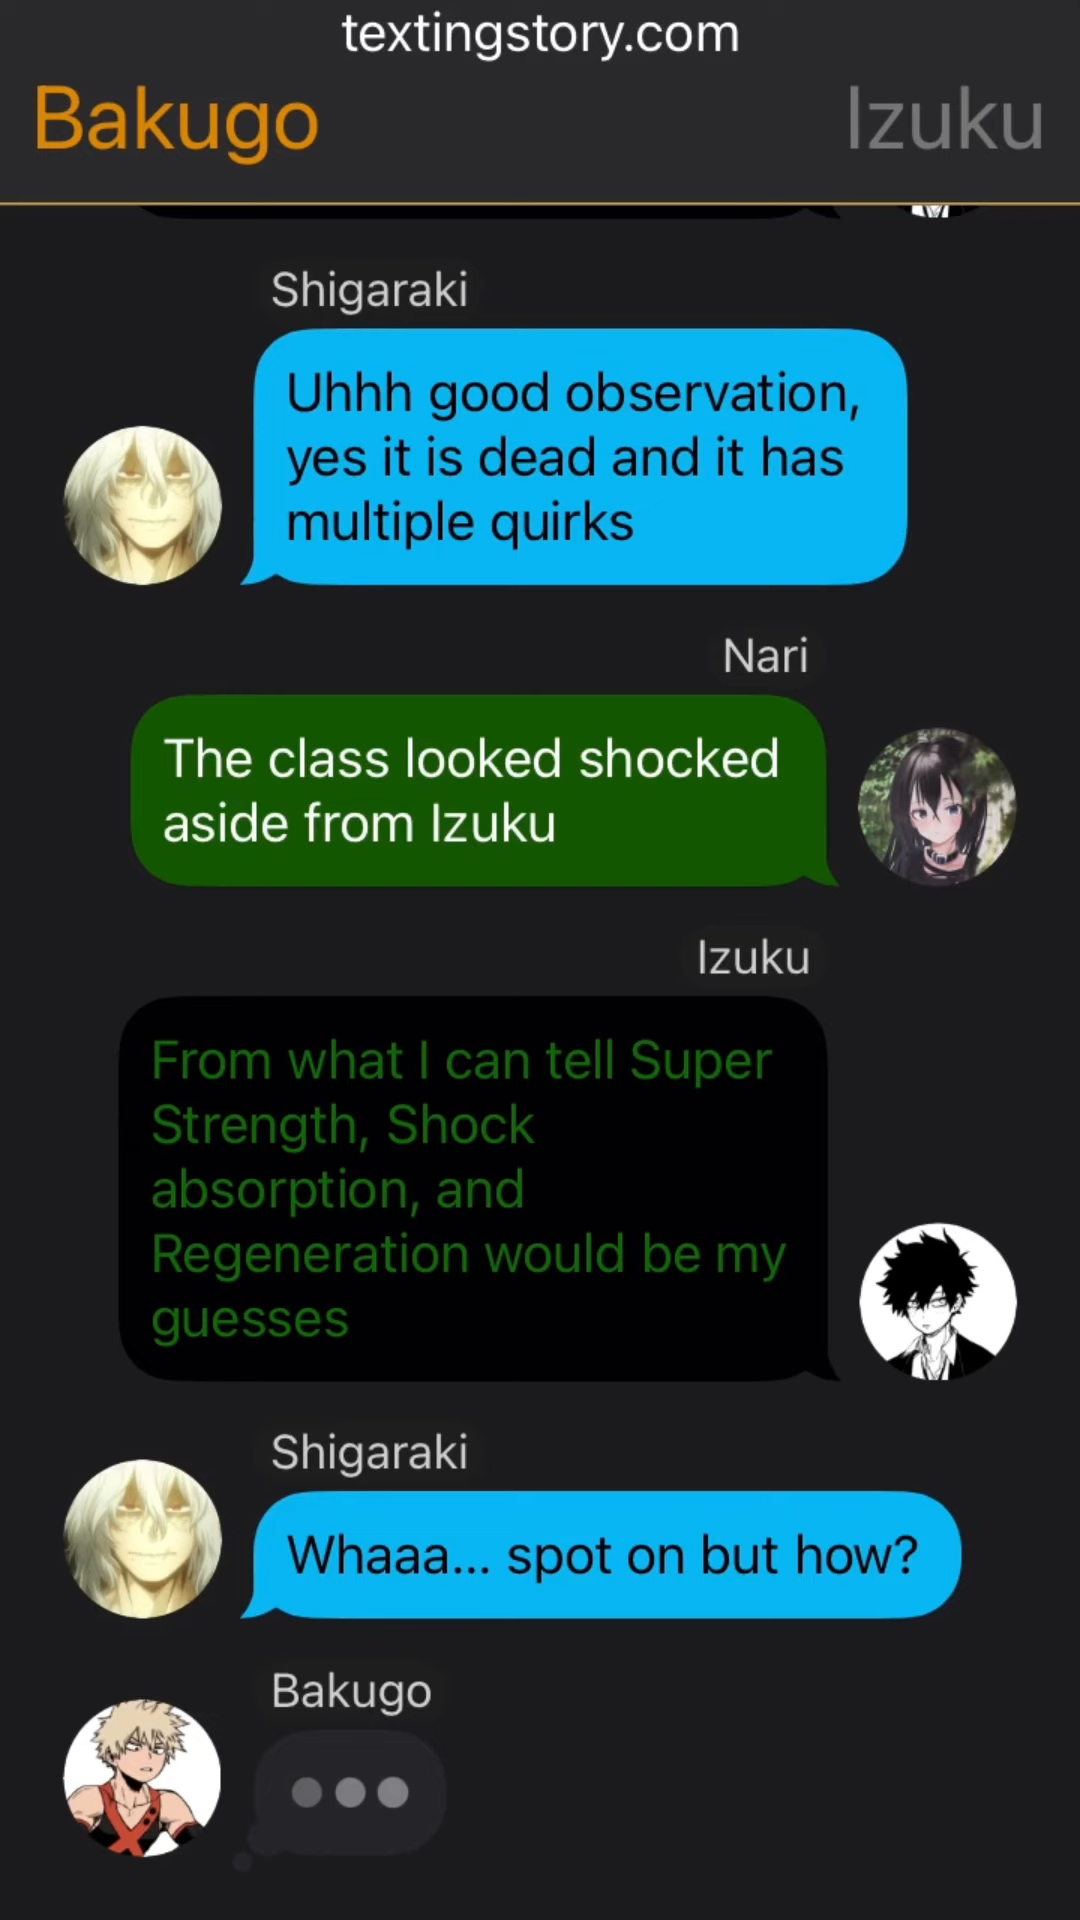 textingstory.com
Bakugo Izuku
Shigaraki
Uhhh good observation,
yes it is dead and it has
multiple quirks
Nari
The class looked shocked
aside from Izuku
Izuku
From what I can tell Super
Strength, Shock
absorption, and
Regeneration would be my
guesses
Shigaraki
Whaaa... spot on but how?
Bakugo